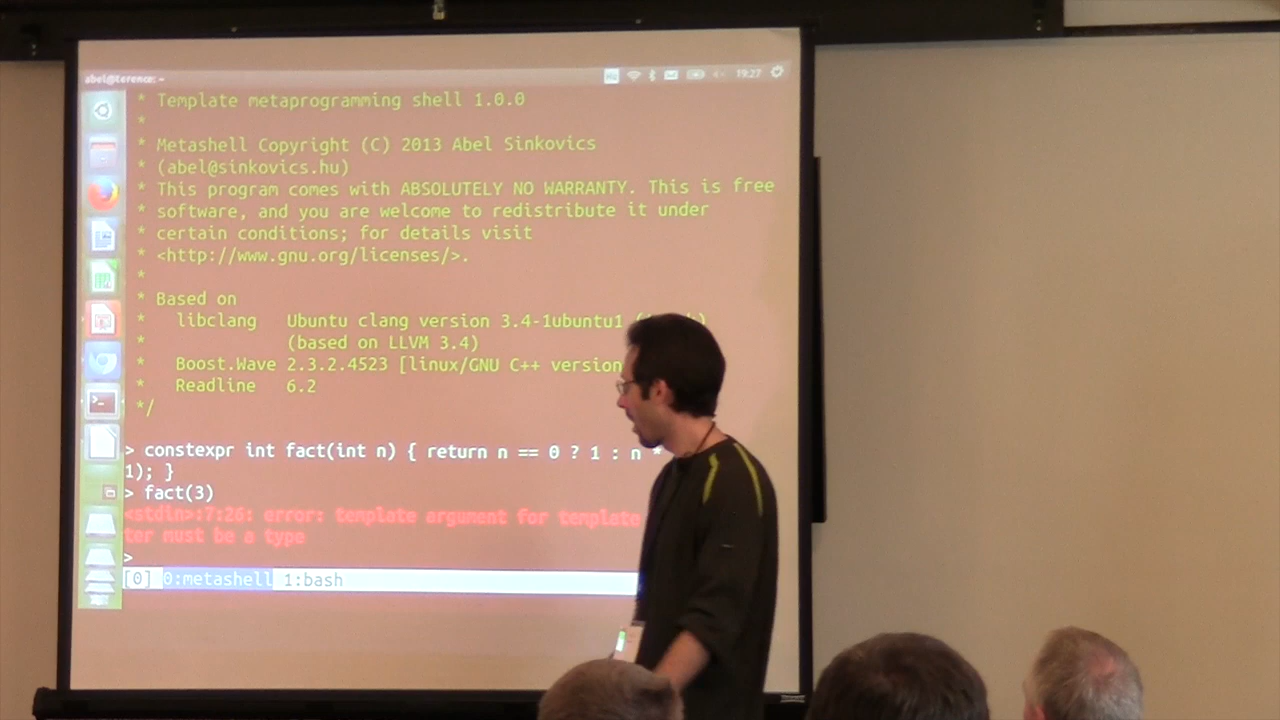 abel@terence: ~
19:27
* Template metaprogramming shell 1.0.0
*
* Metashell Copyright (C) 2013 Abel Sinkovics
* (abel@sinkovics.hu)
* This program comes with ABSOLUTELY NO WARRANTY. This is free
* software, and you are welcome to redistribute it under
* certain conditions; for details visit
* <http://www.gnu.org/licenses/>.
*
* Based on
* libclang Ubuntu clang version 3.4-1ubuntu1
* (based on LLVM 3.4)
* Boost.Wave 2.3.2.4523 [linux/GNU C++ version
* Readline 6.2
*/
> constexpr int fact(int n) { return n == 0 ? 1 : n *
1); }
> fact(3)
<stdin>:7:26: error: template argument for template
ter must be a type
>
[0] 0:metashell 1:bash